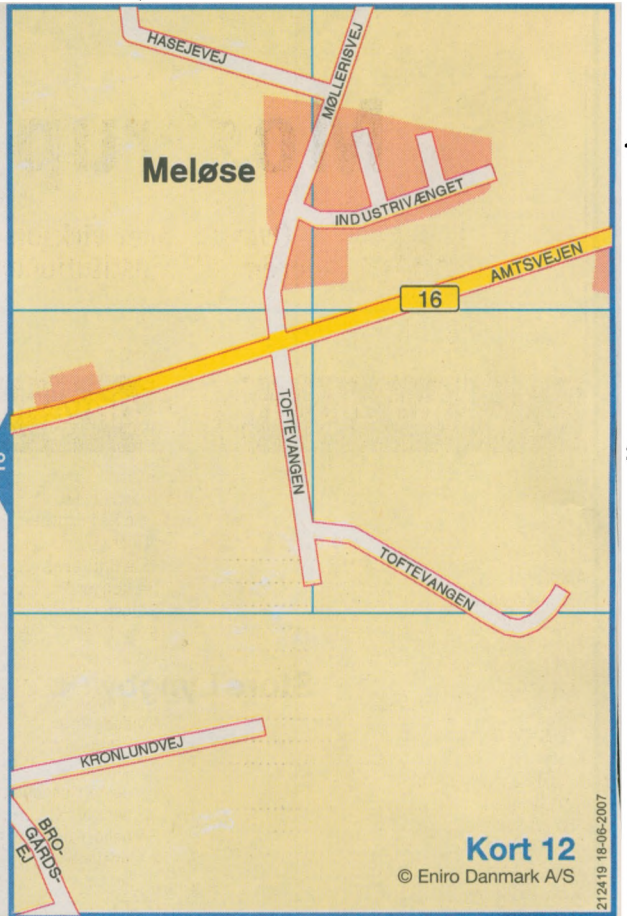 HASEJEVEJ
MØLLERISVEJ
Meløse
INDUSTRIVÆNGET
AMTSVEJEN
16
TOFTEVANGEN
TOFTEVANGEN
KRONLUNDVEJ
BRO-
GÅRDS-
EJ
Kort 12
© Eniro Danmark A/S
212419 18-06-2007